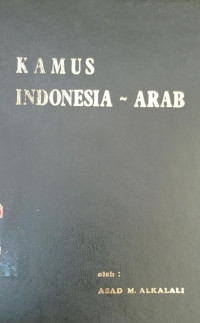 KAMUS
INDONESIA ~ ARAB
oleh :
ASAD M. ALKALALI